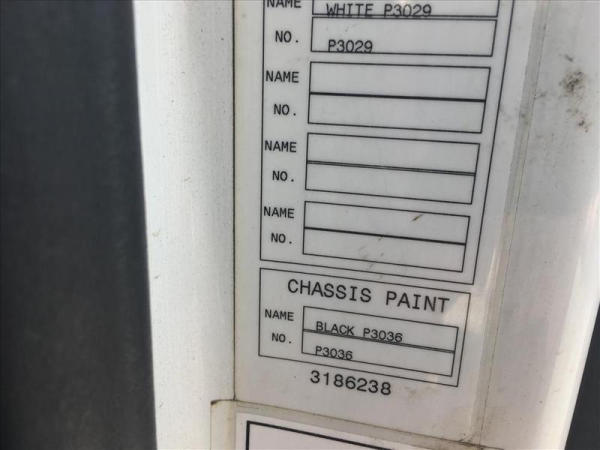 NAME WHITE P3029
NO. P3029
NAME
NO.
NAME
NO.
NAME
NO.
CHASSIS PAINT
NAME BLACK P3036
NO. P3036
3186238